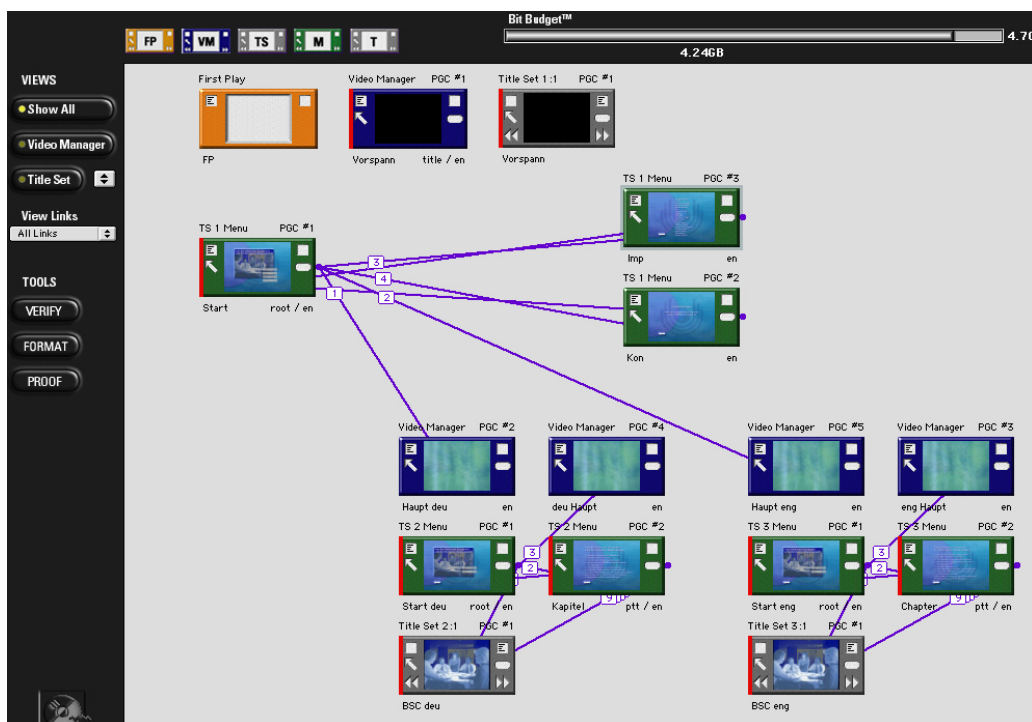 Bit Budget™
FP VM TS M T
4.70
4.24GB
VIEWS
Show All
Video Manager
Title Set
View Links
All Links
TOOLS
VERIFY
FORMAT
PROOF
First Play
FP
Video Manager PGC #1
Vorspann title / en
Title Set 1:1 PGC #1
Vorspann
TS 1 Menu PGC #3
Imp en
TS 1 Menu PGC #1
Start root / en
3
4
1
2
TS 1 Menu PGC #2
Kon en
Video Manager PGC #2
Haupt deu en
Video Manager PGC #4
deu Haupt en
Video Manager PGC #5
Haupt eng en
Video Manager PGC #3
eng Haupt en
TS 2 Menu PGC #1
Start deu root / en
3
2
TS 2 Menu PGC #2
Kapitel ptt / en
9
TS 3 Menu PGC #1
Start eng root / en
3
2
TS 3 Menu PGC #2
Chapter ptt / en
9
Title Set 2:1 PGC #1
BSC deu
Title Set 3:1 PGC #1
BSC eng